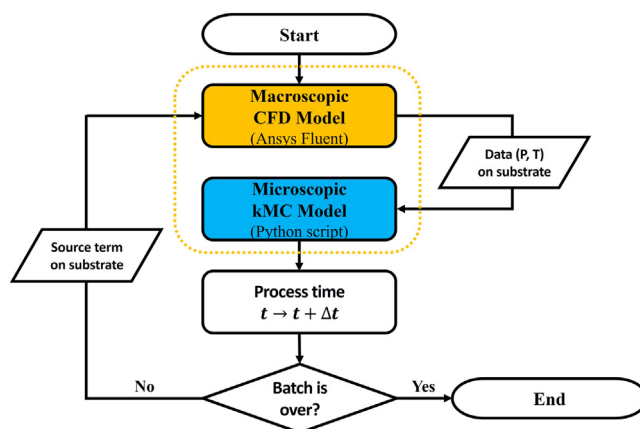 Start
Macroscopic
CFD Model
(Ansys Fluent)
Data (P, T)
on substrate
Microscopic
kMC Model
(Python script)
Source term
on substrate
Process time
t → t + Δt
No
Batch is
over?
Yes
End